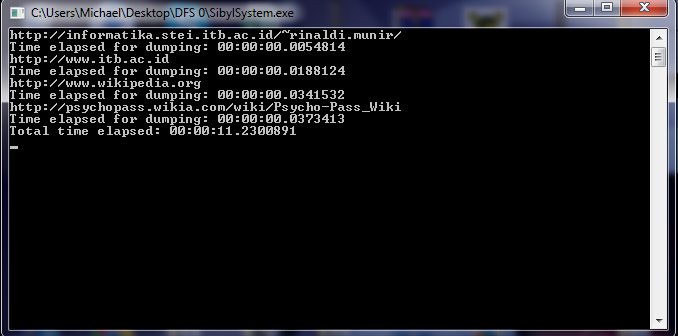 C:\Users\Michael\Desktop\DFS 0\SibylSystem.exe
http://informatika.stei.itb.ac.id/~rinaldi.munir/
Time elapsed for dumping: 00:00:00.0054814
http://www.itb.ac.id
Time elapsed for dumping: 00:00:00.0188124
http://www.wikipedia.org
Time elapsed for dumping: 00:00:00.0341532
http://psychopass.wikia.com/wiki/Psycho-Pass_Wiki
Time elapsed for dumping: 00:00:00.0373413
Total time elapsed: 00:00:11.2300891